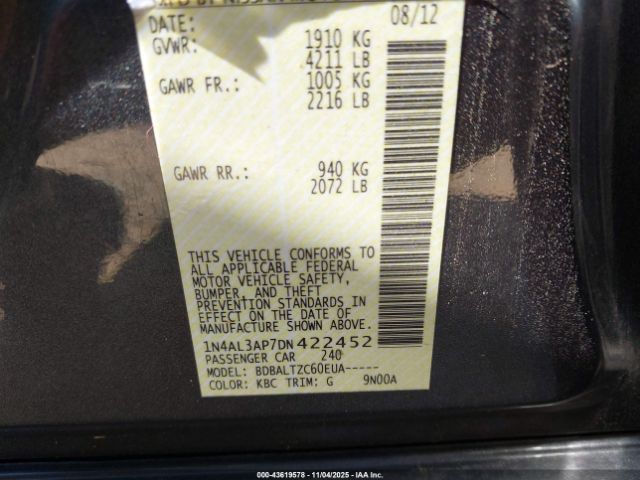 MFD BY NISSAN
DATE: 08/12
GVWR: 1910 KG
4211 LB
GAWR FR.: 1005 KG
2216 LB
GAWR RR.: 940 KG
2072 LB
THIS VEHICLE CONFORMS TO
ALL APPLICABLE FEDERAL
MOTOR VEHICLE SAFETY,
BUMPER, AND THEFT
PREVENTION STANDARDS IN
EFFECT ON THE DATE OF
MANUFACTURE SHOWN ABOVE.
1N4AL3AP7DN422452
PASSENGER CAR 240
MODEL: BDBALTZC60EUA-----
COLOR: KBC TRIM: G 9N00A
000-43619578 - 11/04/2025 - IAA Inc.